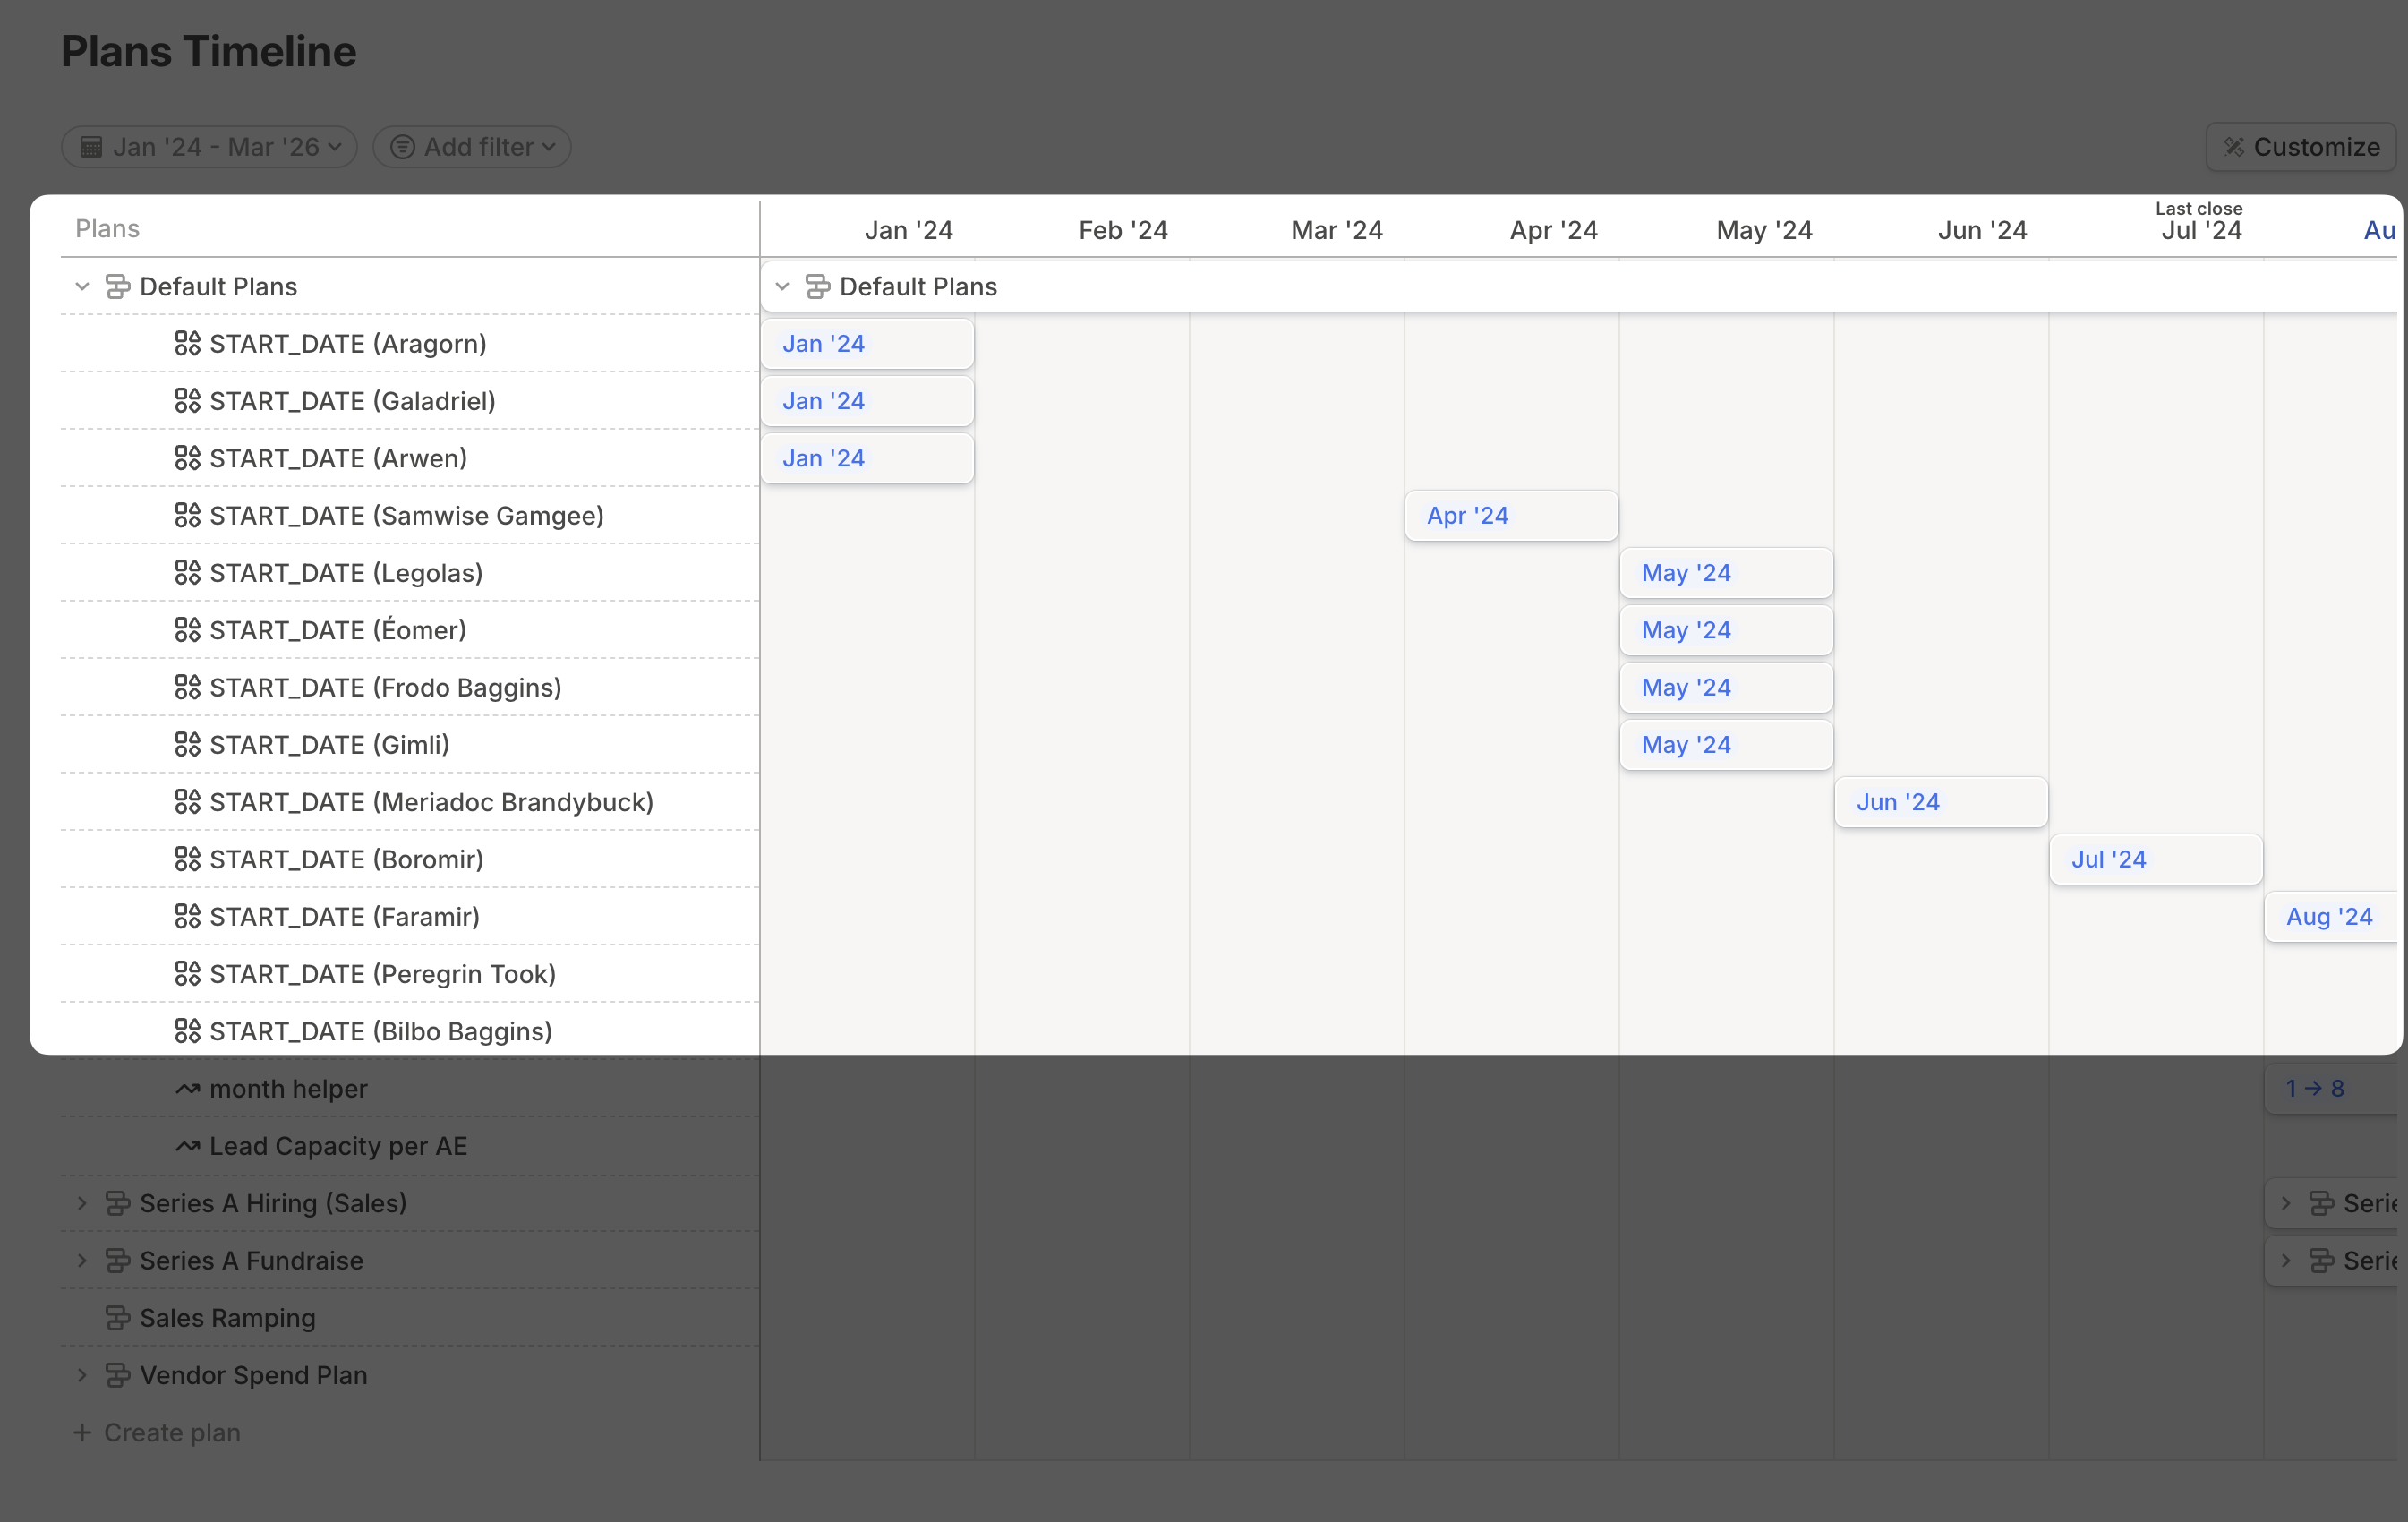 Plans Timeline
Jan '24 - Mar '26 Add filter Customize
Last close
Plans Jan '24 Feb '24 Mar '24 Apr '24 May '24 Jun '24 Jul '24 Au
Default Plans Default Plans
START_DATE (Aragorn) Jan '24
START_DATE (Galadriel) Jan '24
START_DATE (Arwen) Jan '24
START_DATE (Samwise Gamgee) Apr '24
START_DATE (Legolas) May '24
START_DATE (Éomer) May '24
START_DATE (Frodo Baggins) May '24
START_DATE (Gimli) May '24
START_DATE (Meriadoc Brandybuck) Jun '24
START_DATE (Boromir) Jul '24
START_DATE (Faramir) Aug '24
START_DATE (Peregrin Took)
START_DATE (Bilbo Baggins)
month helper 1 → 8
Lead Capacity per AE
Series A Hiring (Sales) Serie
Series A Fundraise Serie
Sales Ramping
Vendor Spend Plan
+ Create plan